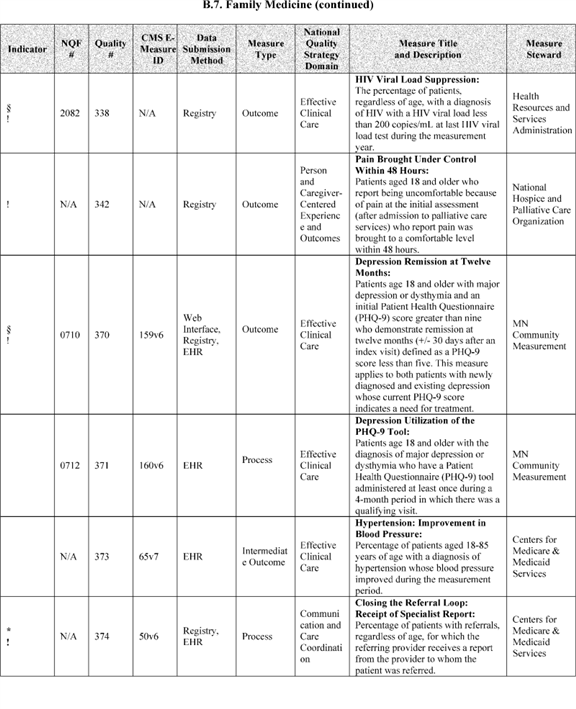 B.7. Family Medicine (continued)
Indicator
NQF
#
Quality
#
CMS E-
Measure
ID
Data
Submission
Method
Measure
Type
National
Quality
Strategy
Domain
Measure Title
and Description
Measure
Steward
§
!
2082
338
N/A
Registry
Outcome
Effective
Clinical
Care
HIV Viral Load Suppression:
The percentage of patients,
regardless of age, with a diagnosis
of HIV with a HIV viral load less
than 200 copies/mL at last HIV viral
load test during the measurement
year.
Health
Resources and
Services
Administration
!
N/A
342
N/A
Registry
Outcome
Person
and
Caregiver-
Centered
Experienc
e and
Outcomes
Pain Brought Under Control
Within 48 Hours:
Patients aged 18 and older who
report being uncomfortable because
of pain at the initial assessment
(after admission to palliative care
services) who report pain was
brought to a comfortable level
within 48 hours.
National
Hospice and
Palliative Care
Organization
§
!
0710
370
159v6
Web
Interface,
Registry,
EHR
Outcome
Effective
Clinical
Care
Depression Remission at Twelve
Months:
Patients age 18 and older with major
depression or dysthymia and an
initial Patient Health Questionnaire
(PHQ-9) score greater than nine
who demonstrate remission at
twelve months (+/- 30 days after an
index visit) defined as a PHQ-9
score less than five. This measure
applies to both patients with newly
diagnosed and existing depression
whose current PHQ-9 score
indicates a need for treatment.
MN
Community
Measurement
0712
371
160v6
EHR
Process
Effective
Clinical
Care
Depression Utilization of the
PHQ-9 Tool:
Patients age 18 and older with the
diagnosis of major depression or
dysthymia who have a Patient
Health Questionnaire (PHQ-9) tool
administered at least once during a
4-month period in which there was a
qualifying visit.
MN
Community
Measurement
N/A
373
65v7
EHR
Intermediat
e Outcome
Effective
Clinical
Care
Hypertension: Improvement in
Blood Pressure:
Percentage of patients aged 18-85
years of age with a diagnosis of
hypertension whose blood pressure
improved during the measurement
period.
Centers for
Medicare &
Medicaid
Services
*
!
N/A
374
50v6
Registry,
EHR
Process
Communi
cation and
Care
Coordinati
on
Closing the Referral Loop:
Receipt of Specialist Report:
Percentage of patients with referrals,
regardless of age, for which the
referring provider receives a report
from the provider to whom the
patient was referred.
Centers for
Medicare &
Medicaid
Services